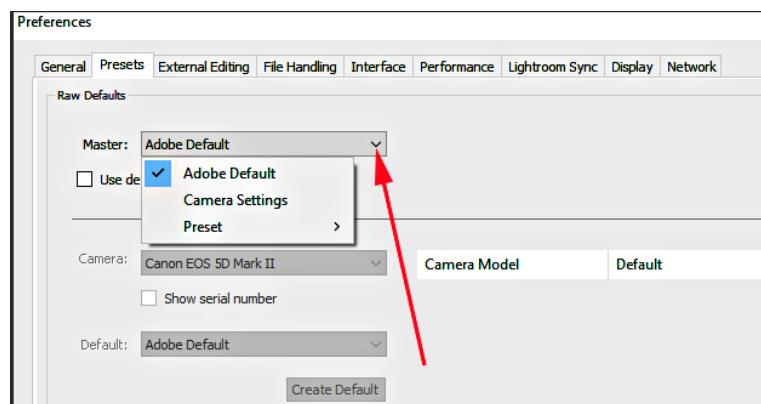 Preferences
General Presets External Editing File Handling Interface Performance Lightroom Sync Display Network
Raw Defaults
Master: Adobe Default
Use de
Adobe Default
Camera Settings
Preset
Camera: Canon EOS 5D Mark II
Camera Model Default
Show serial number
Default: Adobe Default
Create Default